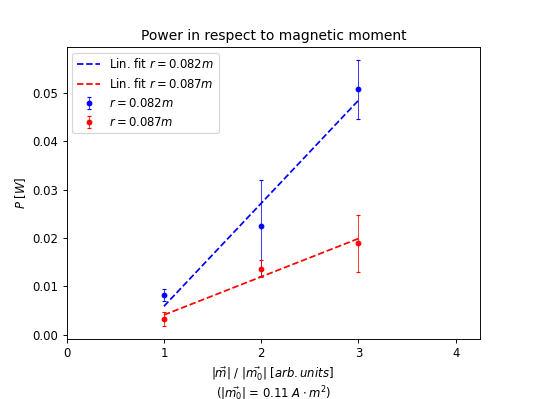 Power in respect to magnetic moment
Lin. fit r = 0.082m
Lin. fit r = 0.087m
r = 0.082m
r = 0.087m
P [W]
0.05
0.04
0.03
0.02
0.01
0.00
0 1 2 3 4
|m⃗| / |m⃗₀| [arb. units]
(|m⃗₀| = 0.11 A · m²)